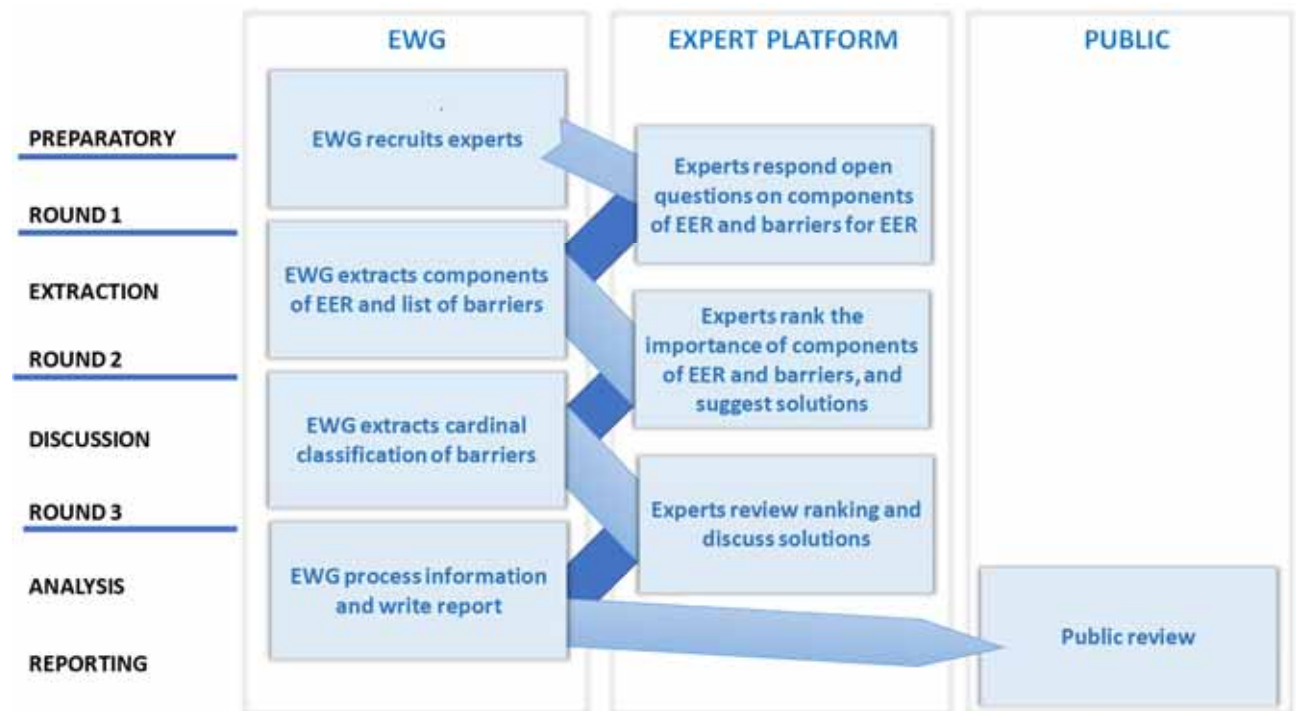 EWG
EXPERT PLATFORM
PUBLIC
PREPARATORY
ROUND 1
EXTRACTION
ROUND 2
DISCUSSION
ROUND 3
ANALYSIS
REPORTING
EWG recruits experts
EWG extracts components
of EER and list of barriers
EWG extracts cardinal
classification of barriers
EWG process information
and write report
Experts respond open
questions on components
of EER and barriers for EER
Experts rank the
importance of components
of EER and barriers, and
suggest solutions
Experts review ranking and
discuss solutions
Public review